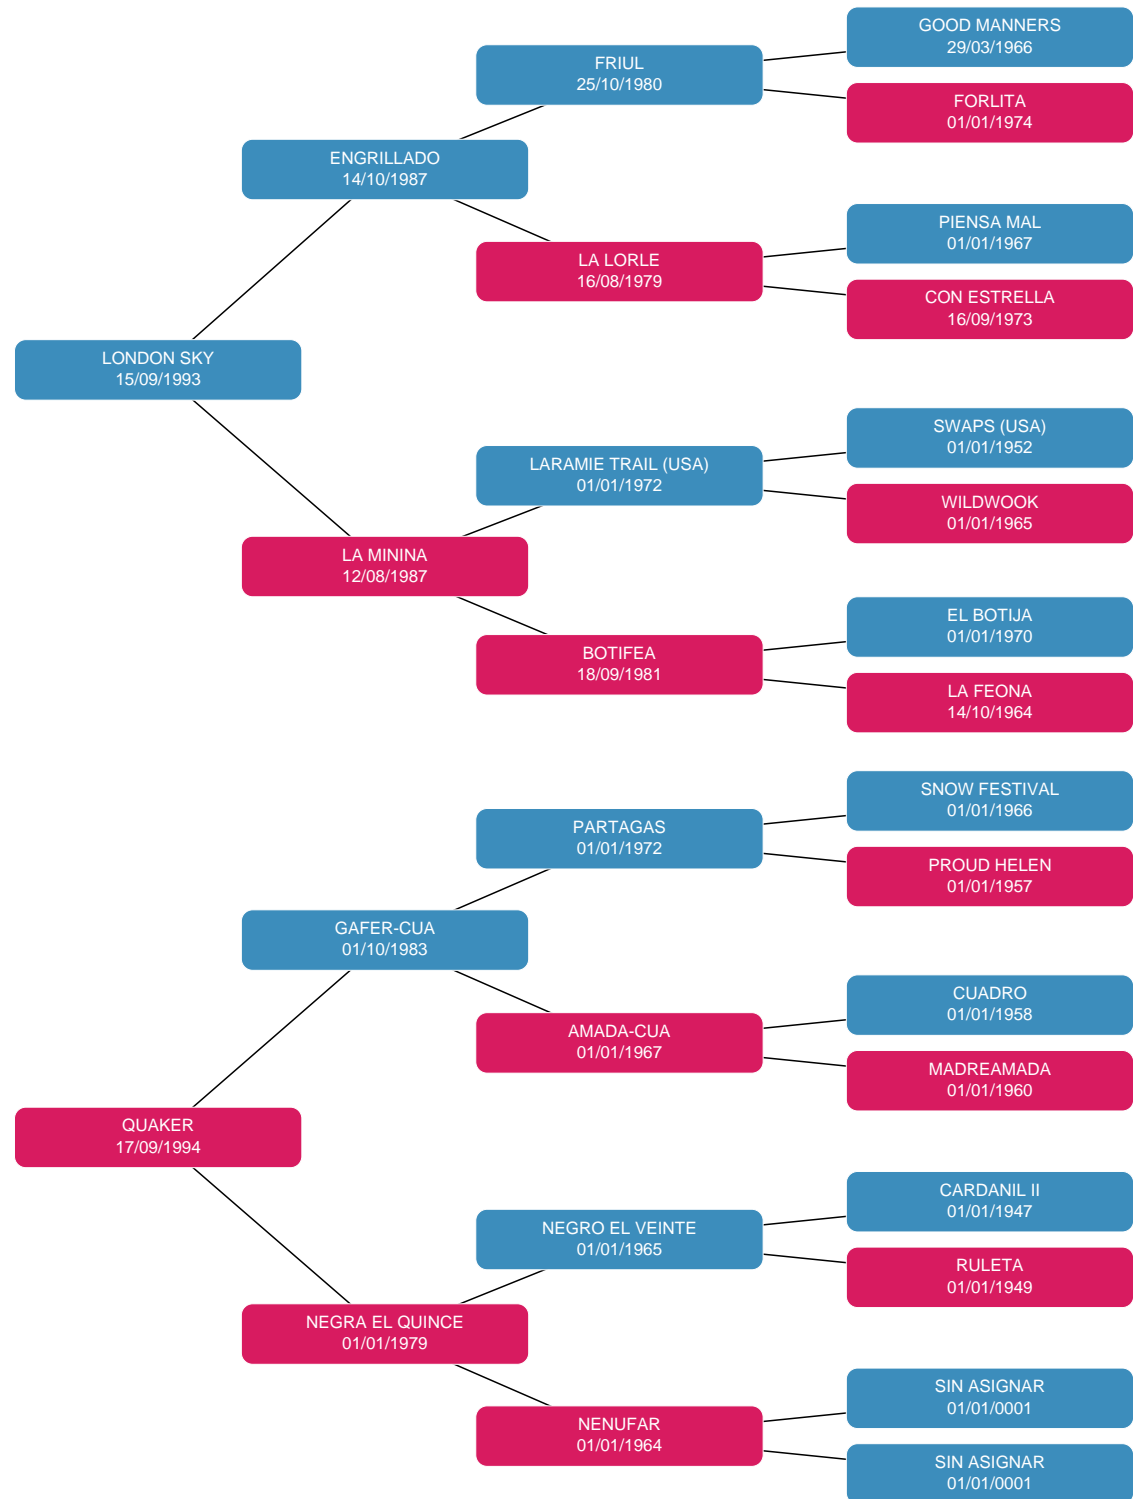 GOOD MANNERS
29/03/1966
FRIUL
25/10/1980
FORLITA
01/01/1974
ENGRILLADO
14/10/1987
PIENSA MAL
01/01/1967
LA LORLE
16/08/1979
CON ESTRELLA
16/09/1973
LONDON SKY
15/09/1993
SWAPS (USA)
01/01/1952
LARAMIE TRAIL (USA)
01/01/1972
WILDWOOK
01/01/1965
LA MININA
12/08/1987
EL BOTIJA
01/01/1970
BOTIFEA
18/09/1981
LA FEONA
14/10/1964
SNOW FESTIVAL
01/01/1966
PARTAGAS
01/01/1972
PROUD HELEN
01/01/1957
GAFER-CUA
01/10/1983
CUADRO
01/01/1958
AMADA-CUA
01/01/1967
MADREAMADA
01/01/1960
QUAKER
17/09/1994
CARDANIL II
01/01/1947
NEGRO EL VEINTE
01/01/1965
RULETA
01/01/1949
NEGRA EL QUINCE
01/01/1979
SIN ASIGNAR
01/01/0001
NENUFAR
01/01/1964
SIN ASIGNAR
01/01/0001